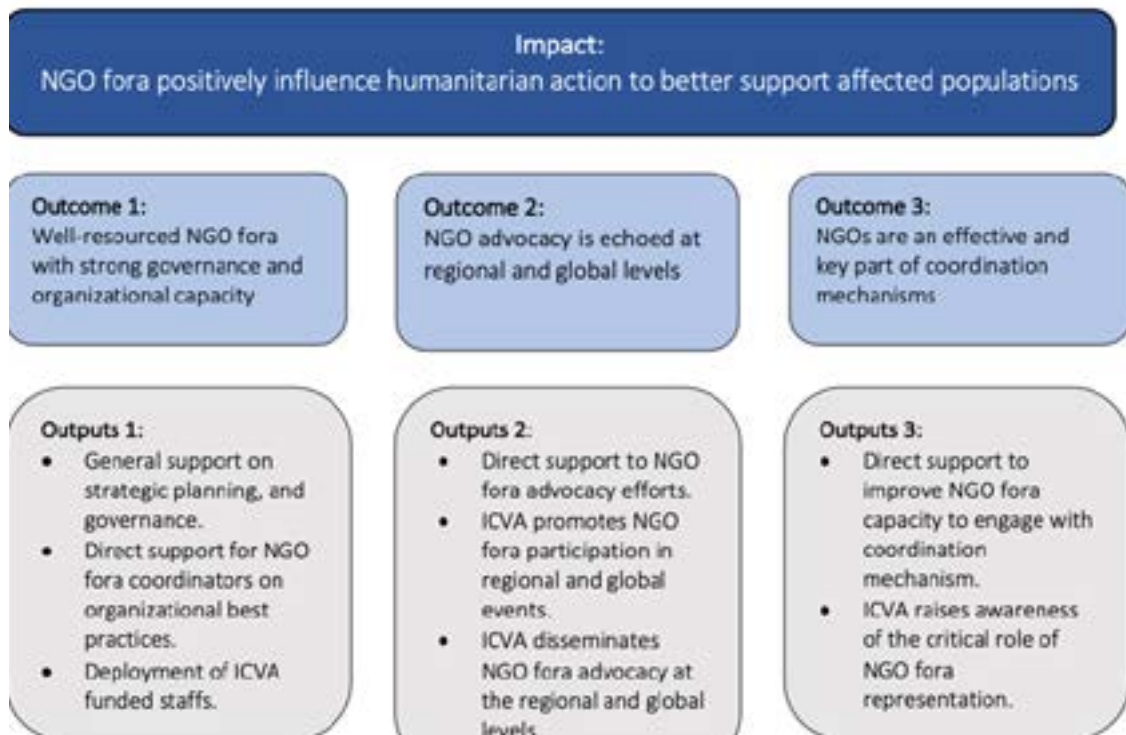 Impact:
NGO fora positively influence humanitarian action to better support affected populations
Outcome 1:
Well-resourced NGO fora
with strong governance and
organizational capacity
Outcome 2:
NGO advocacy is echoed at
regional and global levels
Outcome 3:
NGOs are an effective and
key part of coordination
mechanisms
Outputs 1:
• General support on
strategic planning, and
governance.
• Direct support for NGO
fora coordinators on
organizational best
practices.
• Deployment of ICVA
funded staffs.
Outputs 2:
• Direct support to NGO
fora advocacy efforts.
• ICVA promotes NGO
fora participation in
regional and global
events.
• ICVA disseminates
NGO fora advocacy at
the regional and global
levels
Outputs 3:
• Direct support to
improve NGO fora
capacity to engage with
coordination
mechanism.
• ICVA raises awareness
of the critical role of
NGO fora
representation.